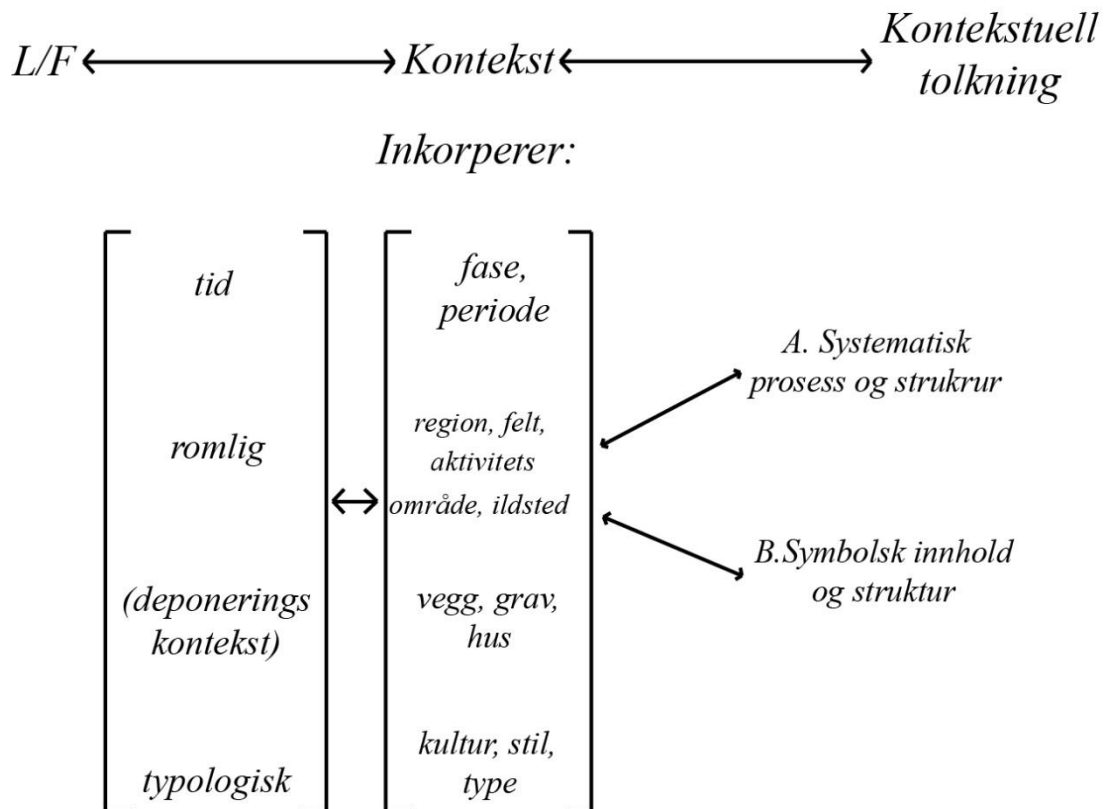 L/F
Kontekst
Kontekstuell
tolkning
Inkorperer:
tid
romlig
(deponerings
kontekst)
typologisk
fase,
periode
region, felt,
aktivitets
område, ildsted
vegg, grav,
hus
kultur, stil,
type
A. Systematisk
prosess og strukrur
B.Symbolsk innhold
og struktur